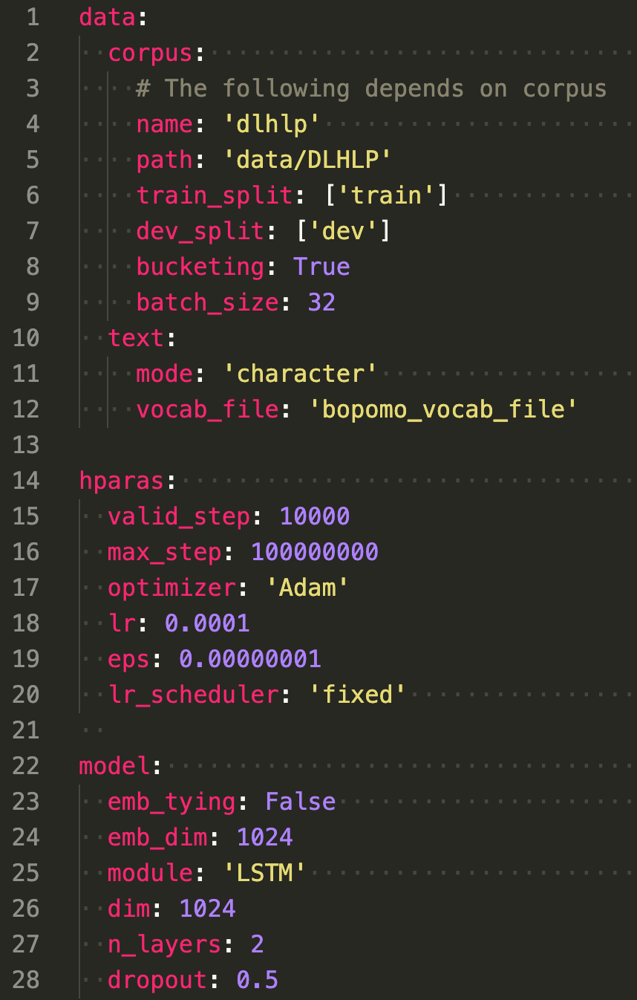 1 data:
2   corpus:
3     # The following depends on corpus
4     name: 'dlhlp'
5     path: 'data/DLHLP'
6     train_split: ['train']
7     dev_split: ['dev']
8     bucketing: True
9     batch_size: 32
10   text:
11     mode: 'character'
12     vocab_file: 'bopomo_vocab_file'
13
14 hparas:
15   valid_step: 10000
16   max_step: 100000000
17   optimizer: 'Adam'
18   lr: 0.0001
19   eps: 0.00000001
20   lr_scheduler: 'fixed'
21
22 model:
23   emb_tying: False
24   emb_dim: 1024
25   module: 'LSTM'
26   dim: 1024
27   n_layers: 2
28   dropout: 0.5